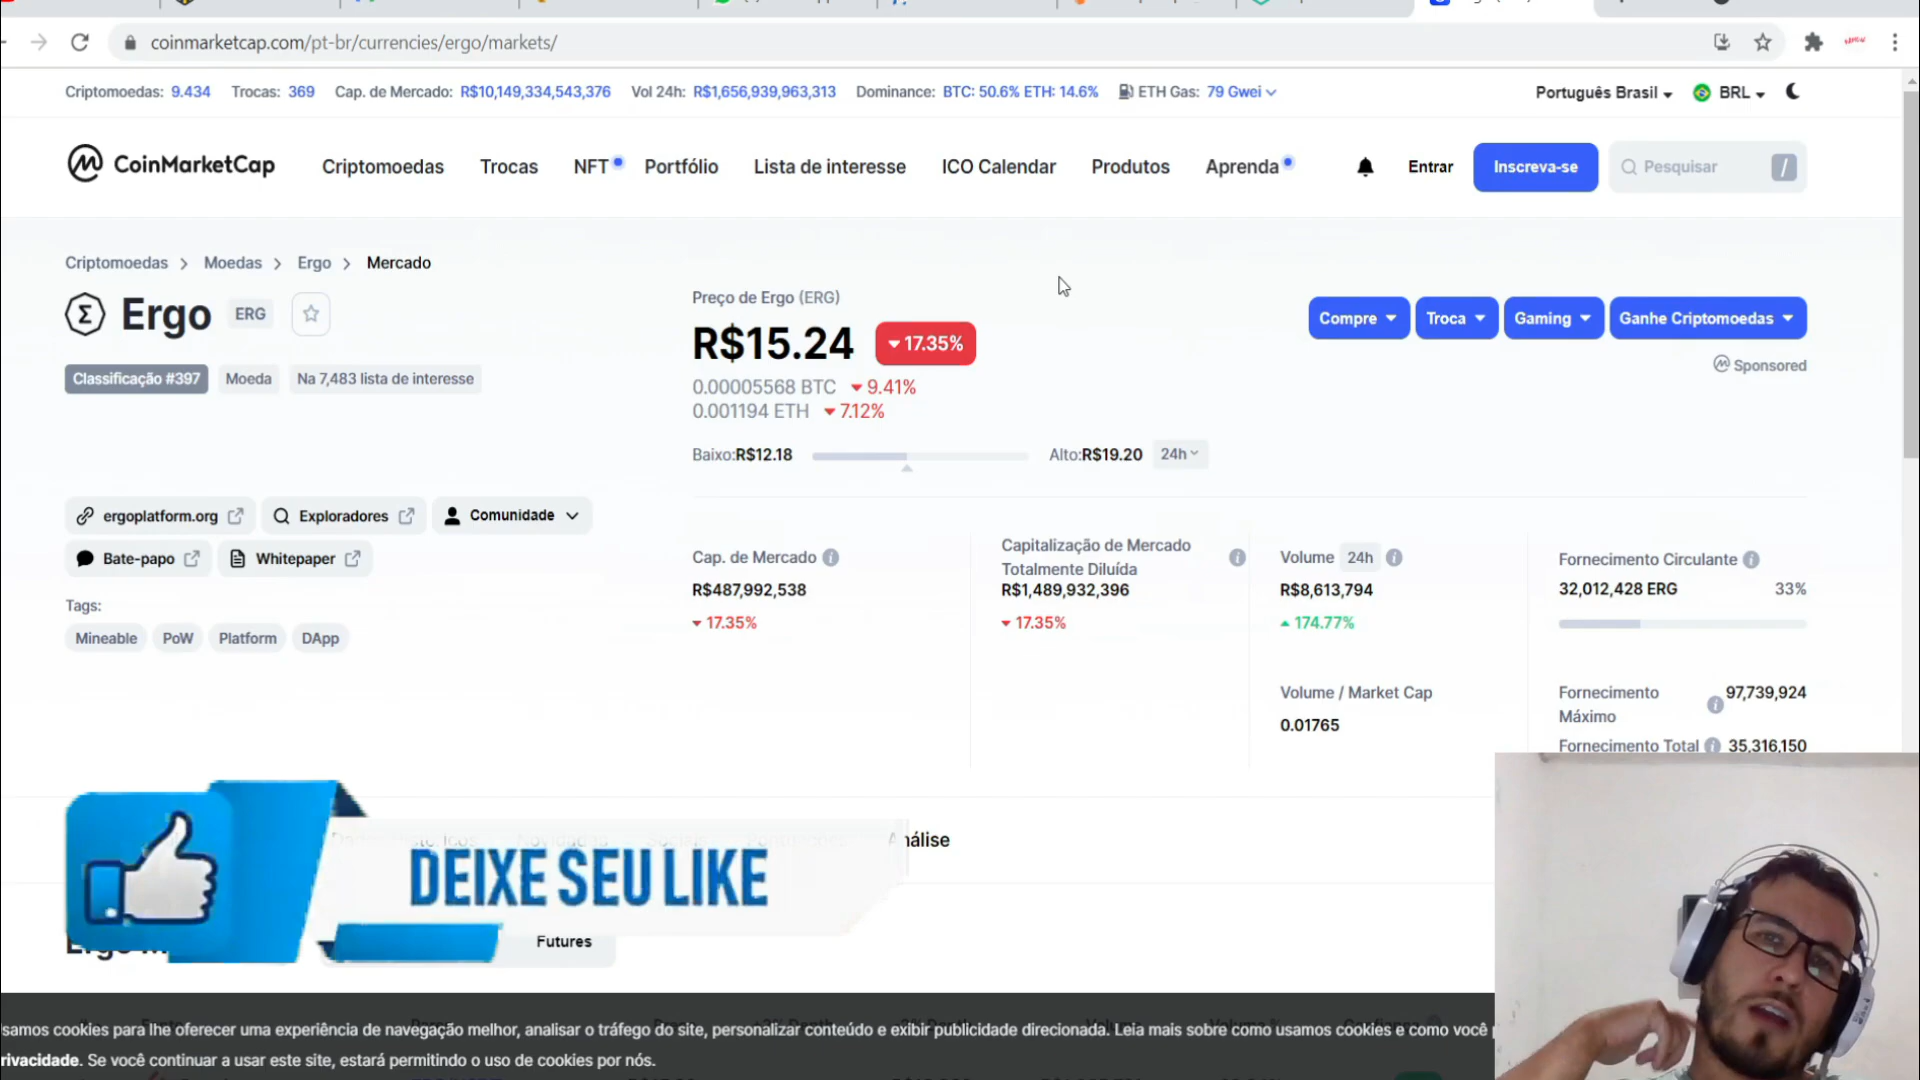 coinmarketcap.com/pt-br/currencies/ergo/markets/
Criptomoedas: 9.434 Trocas: 369 Cap. de Mercado: R$10,149,334,543,376 Vol 24h: R$1,656,939,963,313 Dominance: BTC: 50.6% ETH: 14.6% ETH Gas: 79 Gwei
Português Brasil BRL
CoinMarketCap Criptomoedas Trocas NFT Portfólio Lista de interesse ICO Calendar Produtos Aprenda Entrar Inscreva-se Pesquisar /
Criptomoedas > Moedas > Ergo > Mercado
Ergo ERG
Classificação #397 Moeda Na 7,483 lista de interesse
Preço de Ergo (ERG)
R$15.24 17.35%
0.00005568 BTC 9.41%
0.001194 ETH 7.12%
Baixo:R$12.18 Alto:R$19.20 24h
Compre Troca Gaming Ganhe Criptomoedas
Sponsored
ergoplatform.org Exploradores Comunidade
Bate-papo Whitepaper
Tags:
Mineable PoW Platform DApp
Cap. de Mercado
R$487,992,538
17.35%
Capitalização de Mercado
Totalmente Diluída
R$1,489,932,396
17.35%
Volume 24h
R$8,613,794
174.77%
Volume / Market Cap
0.01765
Fornecimento Circulante
32,012,428 ERG 33%
Fornecimento
Máximo
97,739,924
Fornecimento Total 35,316,150
nálise
DEIXE SEU LIKE
Futures
samos cookies para lhe oferecer uma experiência de navegação melhor, analisar o tráfego do site, personalizar conteúdo e exibir publicidade direcionada. Leia mais sobre como usamos cookies e como você
rivacidade. Se você continuar a usar este site, estará permitindo o uso de cookies por nós.